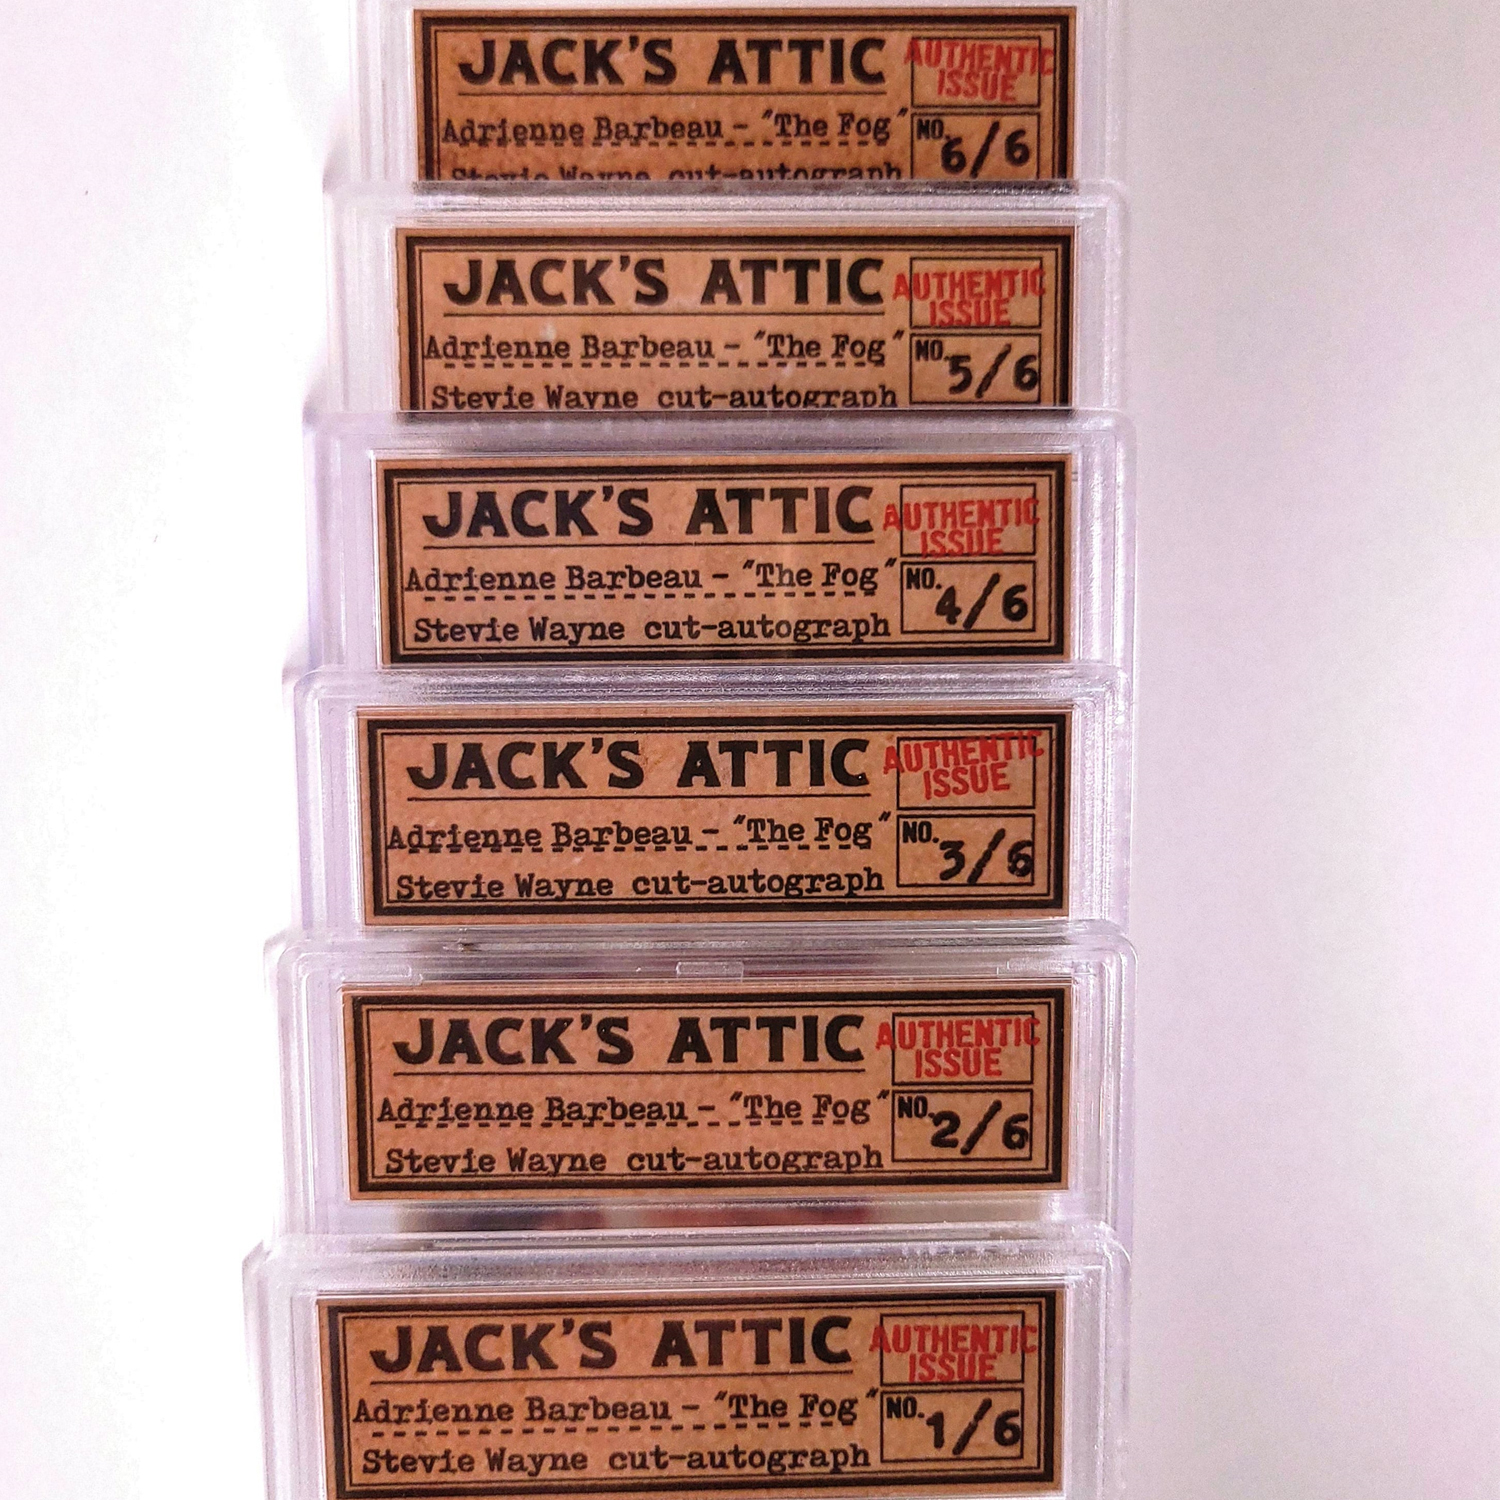 JACK'S ATTIC
AUTHENTIC
ISSUE
Adrienne Barbeau - "The Fog"
NO. 6/6
Stevie Wayne cut-autograph
JACK'S ATTIC
AUTHENTIC
ISSUE
Adrienne Barbeau - "The Fog"
NO. 5/6
Stevie Wayne cut-autograph
JACK'S ATTIC
AUTHENTIC
ISSUE
Adrienne Barbeau - "The Fog"
NO. 4/6
Stevie Wayne cut-autograph
JACK'S ATTIC
AUTHENTIC
ISSUE
Adrienne Barbeau - "The Fog"
NO. 3/6
Stevie Wayne cut-autograph
JACK'S ATTIC
AUTHENTIC
ISSUE
Adrienne Barbeau - "The Fog"
NO. 2/6
Stevie Wayne cut-autograph
JACK'S ATTIC
AUTHENTIC
ISSUE
Adrienne Barbeau - "The Fog"
NO. 1/6
Stevie Wayne cut-autograph